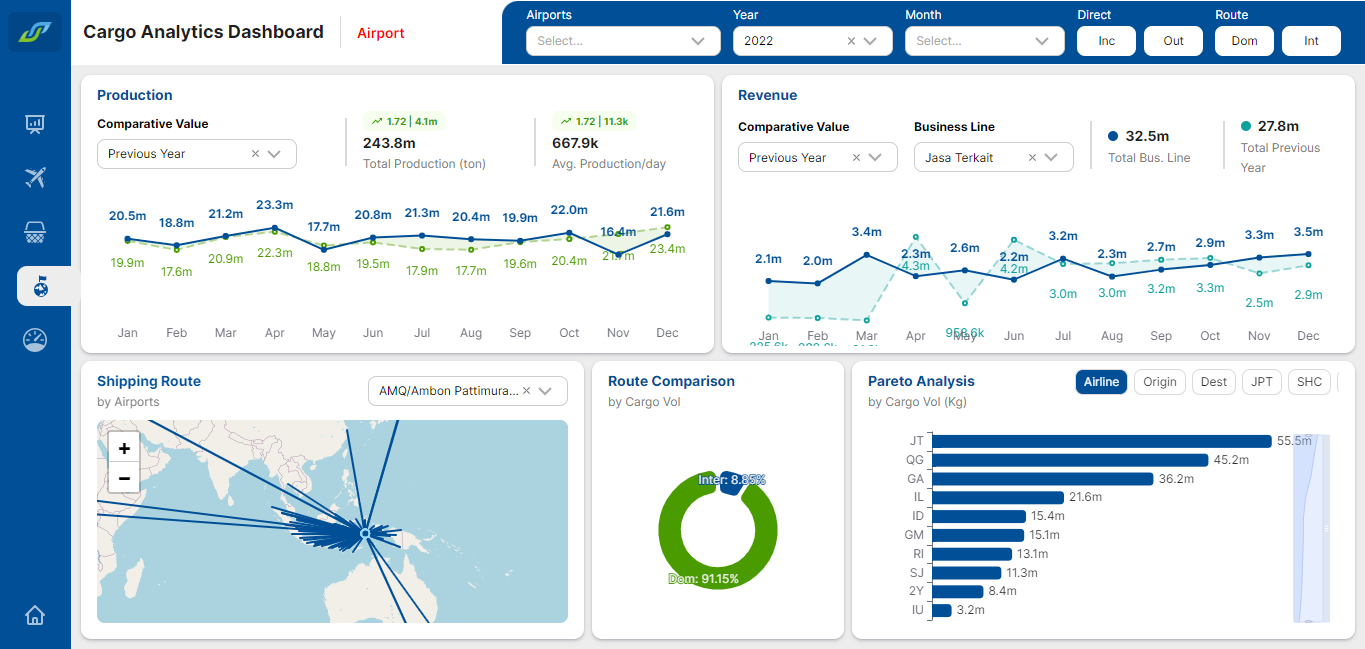 Cargo Analytics Dashboard
Airport
Airports
Year
Month
Direct
Route
Select...
2022
Select...
Inc
Out
Dom
Int
Production
Comparative Value
Previous Year
1.72 | 4.1m
243.8m
Total Production (ton)
1.72 | 11.3k
667.9k
Avg. Production/day
20.5m 18.8m 21.2m 23.3m 17.7m 20.8m 21.3m 20.4m 19.9m 22.0m 16.4m 21.6m
19.9m 17.6m 20.9m 22.3m 18.8m 19.5m 17.9m 17.7m 19.6m 20.4m 21.7m 23.4m
Jan Feb Mar Apr May Jun Jul Aug Sep Oct Nov Dec
Revenue
Comparative Value
Previous Year
Business Line
Jasa Terkait
32.5m
Total Bus. Line
27.8m
Total Previous
Year
2.1m 2.0m 3.4m 2.3m 2.6m 2.2m 3.2m 2.3m 2.7m 2.9m 3.3m 3.5m
4.3m 4.2m 3.0m 3.0m 3.2m 3.3m 2.5m 2.9m
Jan Feb Mar Apr May Jun Jul Aug Sep Oct Nov Dec
Shipping Route
by Airports
AMQ/Ambon Pattimura...
+
−
Route Comparison
by Cargo Vol
Inter: 8.85%
Dom: 91.15%
Pareto Analysis
by Cargo Vol (Kg)
Airline
Origin
Dest
JPT
SHC
JT 55.5m
QG 45.2m
GA 36.2m
IL 21.6m
ID 15.4m
GM 15.1m
RI 13.1m
SJ 11.3m
2Y 8.4m
IU 3.2m